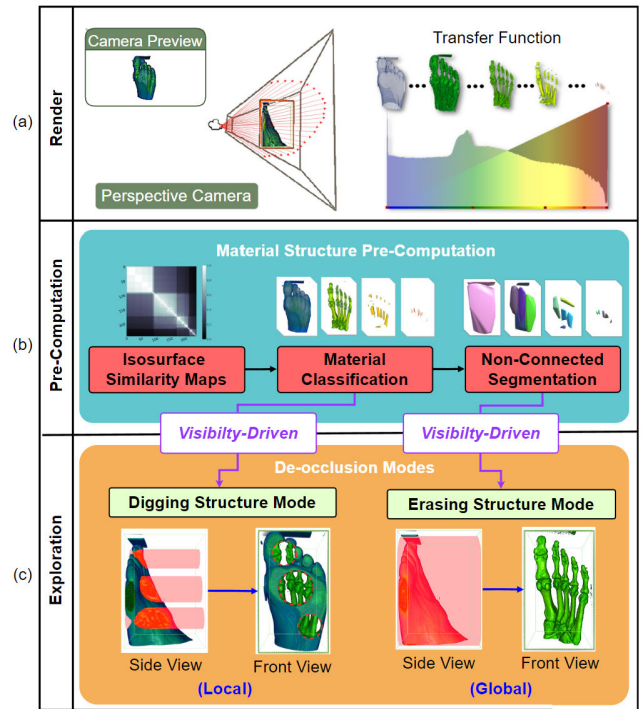 (a)
Render
Camera Preview
Perspective Camera
Transfer Function
(b)
Pre-Computation
Material Structure Pre-Computation
Isosurface
Similarity Maps
Material
Classification
Non-Connected
Segmentation
Visibilty-Driven
Visibilty-Driven
(c)
Exploration
De-occlusion Modes
Digging Structure Mode
Erasing Structure Mode
Side View
Front View
Side View
Front View
(Local)
(Global)